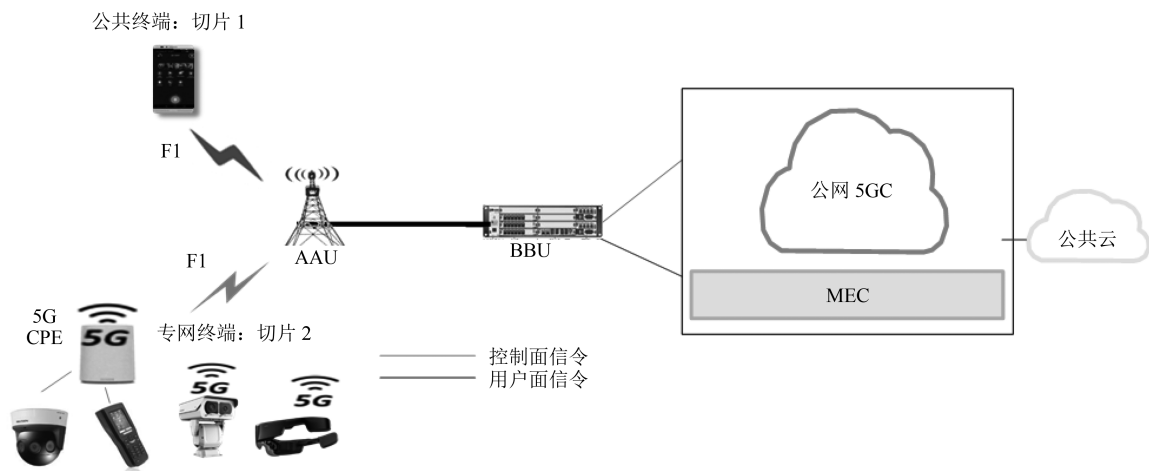 公共终端：切片 1
F1
公网 5GC
公共云
AAU
BBU
F1
MEC
5G
CPE
5G
专网终端：切片 2
控制面信令
用户面信令
5G
5G